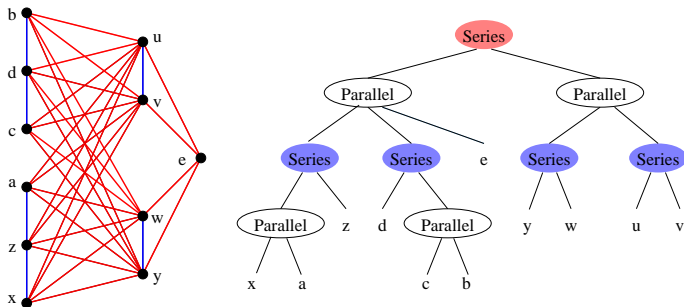 b
u
d
v
c
e
a
w
z
y
x
Series
Parallel Parallel
Series Series e Series Series
Parallel z d Parallel y w u v
x a c b